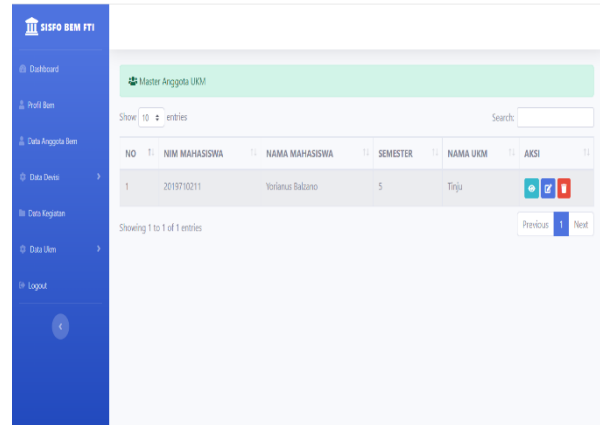 SISFO BEM FTI
Dashboard
Profil Bem
Data Anggota Bem
Data Devisi
Data Kegiatan
Data Ukm
Logout
Master Anggota UKM
Show 10 entries Search:
NO NIM MAHASISWA NAMA MAHASISWA SEMESTER NAMA UKM AKSI
1 2019710211 Yorianus Balzano 5 Tinju
Showing 1 to 1 of 1 entries Previous 1 Next